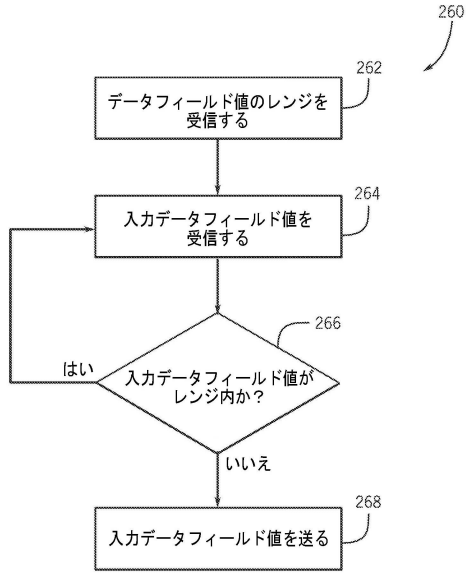 260
262
データフィールド値のレンジを
受信する
264
入力データフィールド値を
受信する
266
はい
入力データフィールド値が
レンジ内か？
いいえ
268
入力データフィールド値を送る